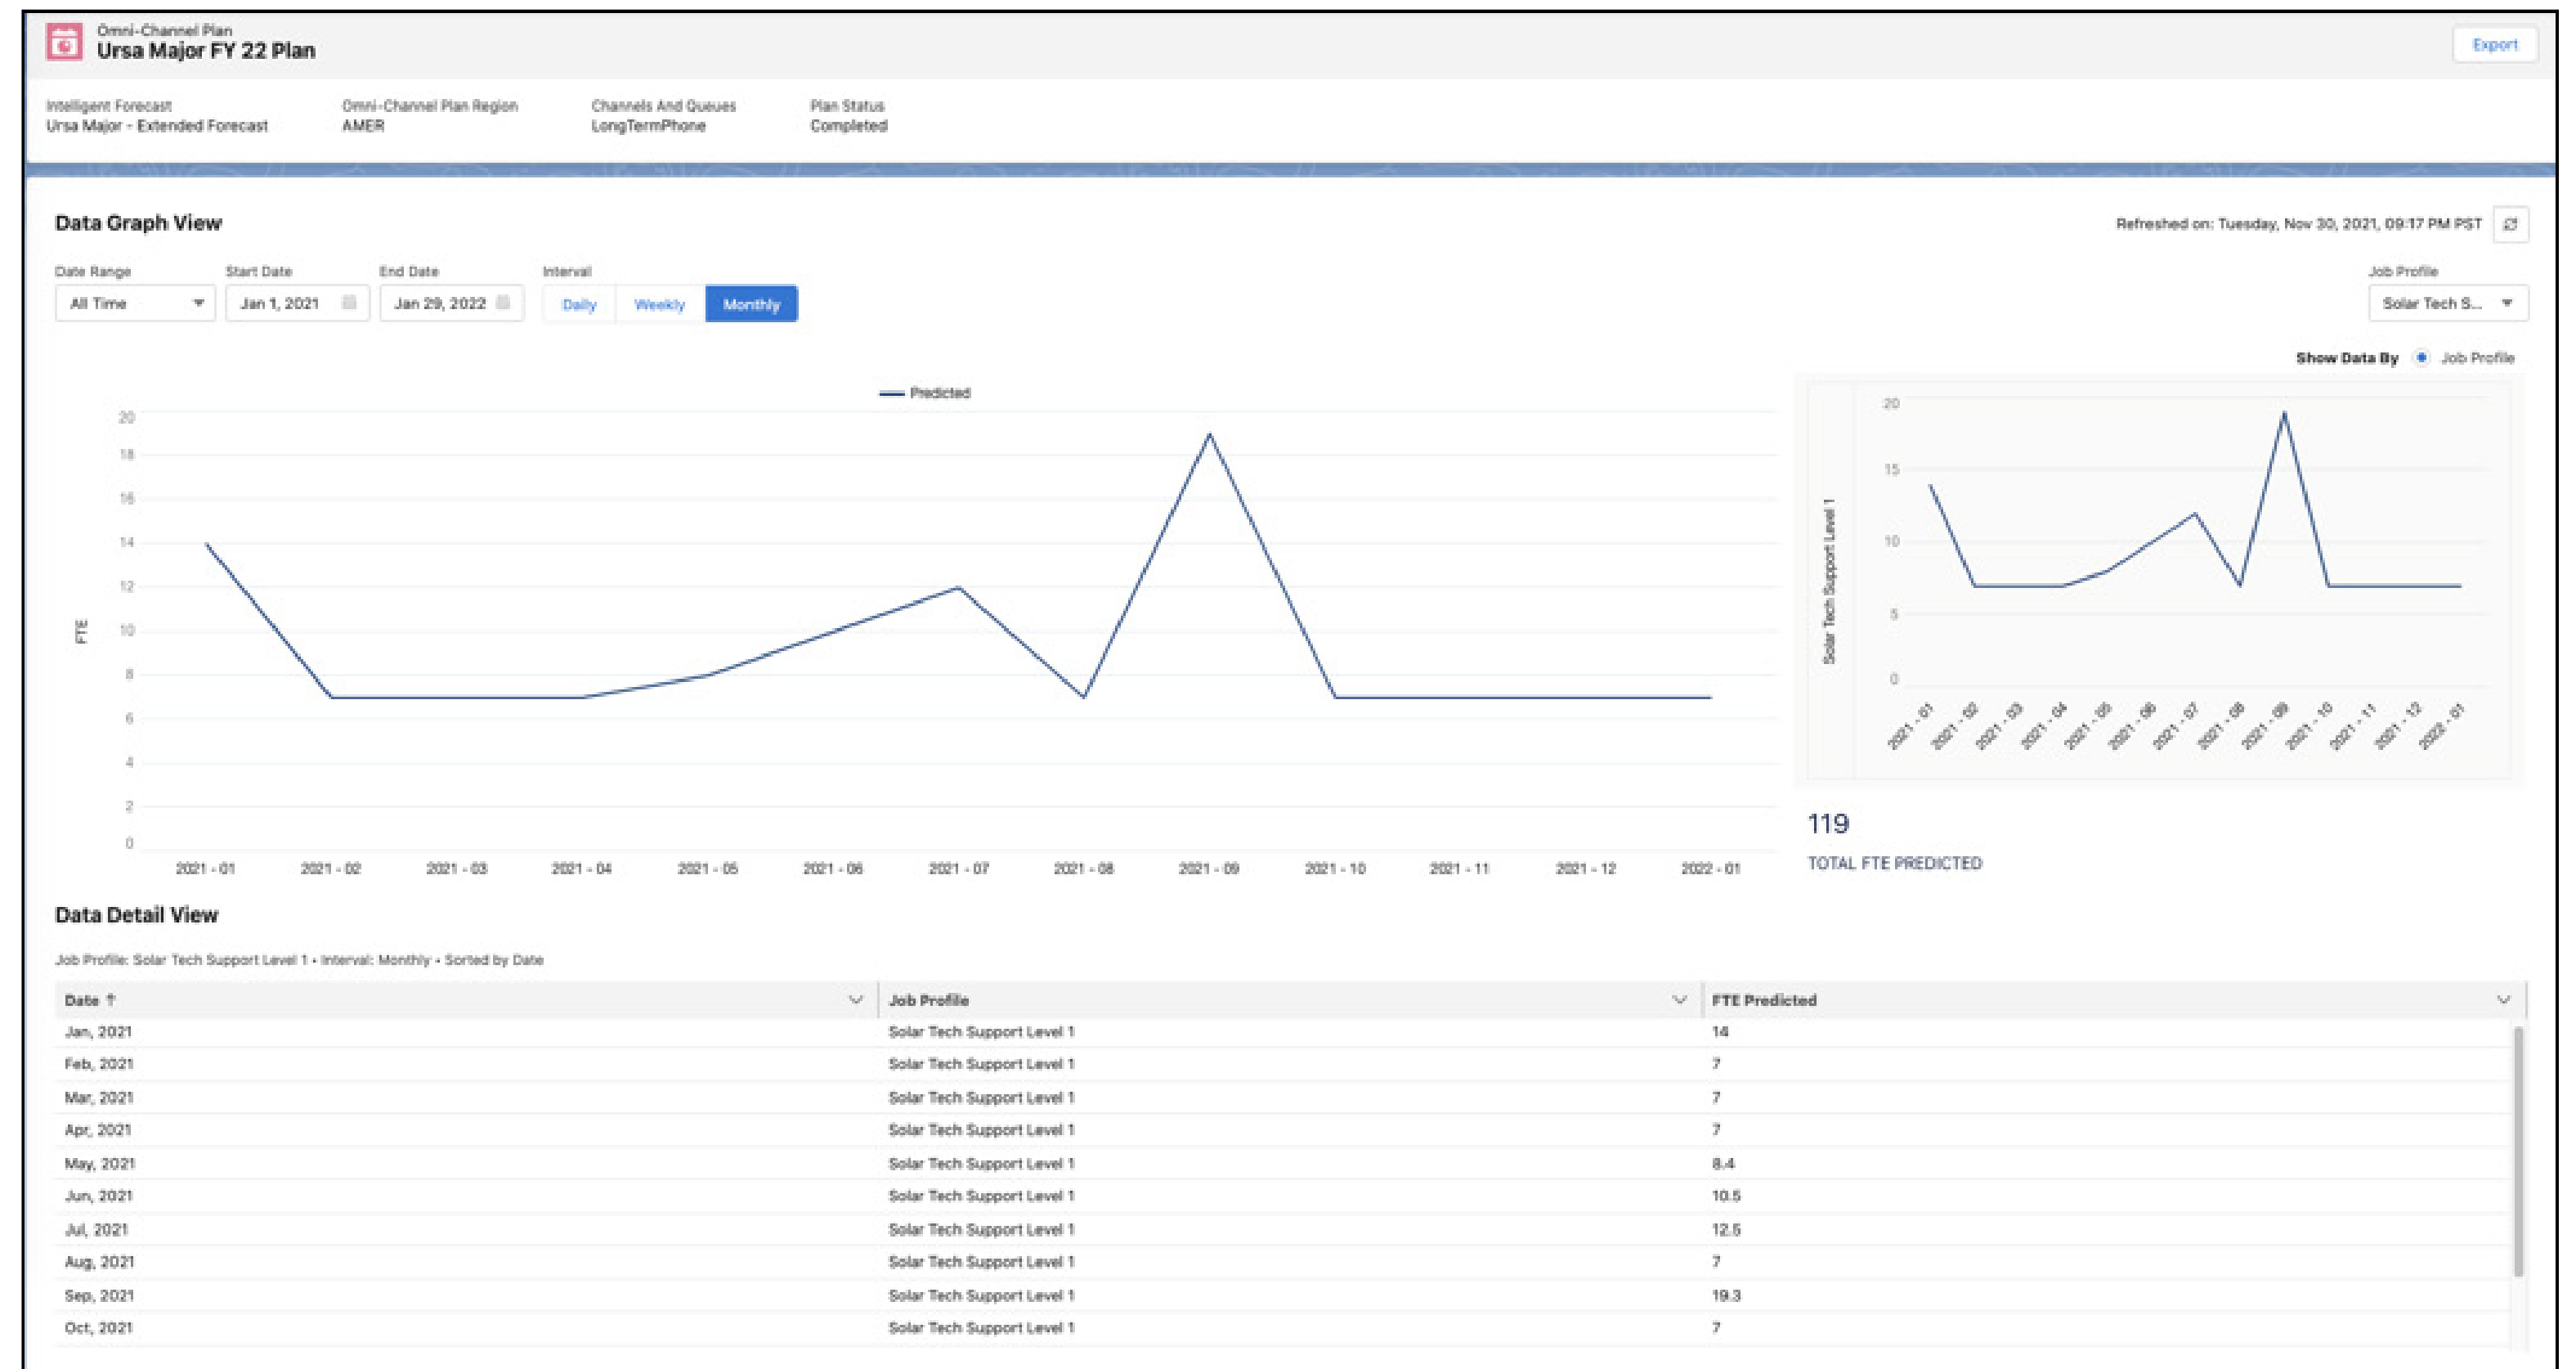 Omni-Channel Plan
Ursa Major FY 22 Plan
Export
Intelligent Forecast Omni-Channel Plan Region Channels And Queues Plan Status
Ursa Major - Extended Forecast AMER LongTermPhone Completed
Data Graph View
Refreshed on: Tuesday, Nov 30, 2021, 09:17 PM PST
Date Range Start Date End Date Interval Job Profile
All Time Jan 1, 2021 Jan 29, 2022 Daily Weekly Monthly Solar Tech S...
Show Data By Job Profile
Predicted
20
18
16
14
12
10
8
6
4
2
0
FTE
2021 - 01 2021 - 02 2021 - 03 2021 - 04 2021 - 05 2021 - 06 2021 - 07 2021 - 08 2021 - 09 2021 - 10 2021 - 11 2021 - 12 2022 - 01
Solar Tech Support Level 1
20
15
10
5
0
2021 - 01 2021 - 02 2021 - 03 2021 - 04 2021 - 05 2021 - 06 2021 - 07 2021 - 08 2021 - 09 2021 - 10 2021 - 11 2021 - 12 2022 - 01
119
TOTAL FTE PREDICTED
Data Detail View
Job Profile: Solar Tech Support Level 1 • Interval: Monthly • Sorted by Date
Date ↑ Job Profile FTE Predicted
Jan, 2021 Solar Tech Support Level 1 14
Feb, 2021 Solar Tech Support Level 1 7
Mar, 2021 Solar Tech Support Level 1 7
Apr, 2021 Solar Tech Support Level 1 7
May, 2021 Solar Tech Support Level 1 8.4
Jun, 2021 Solar Tech Support Level 1 10.5
Jul, 2021 Solar Tech Support Level 1 12.5
Aug, 2021 Solar Tech Support Level 1 7
Sep, 2021 Solar Tech Support Level 1 19.3
Oct, 2021 Solar Tech Support Level 1 7